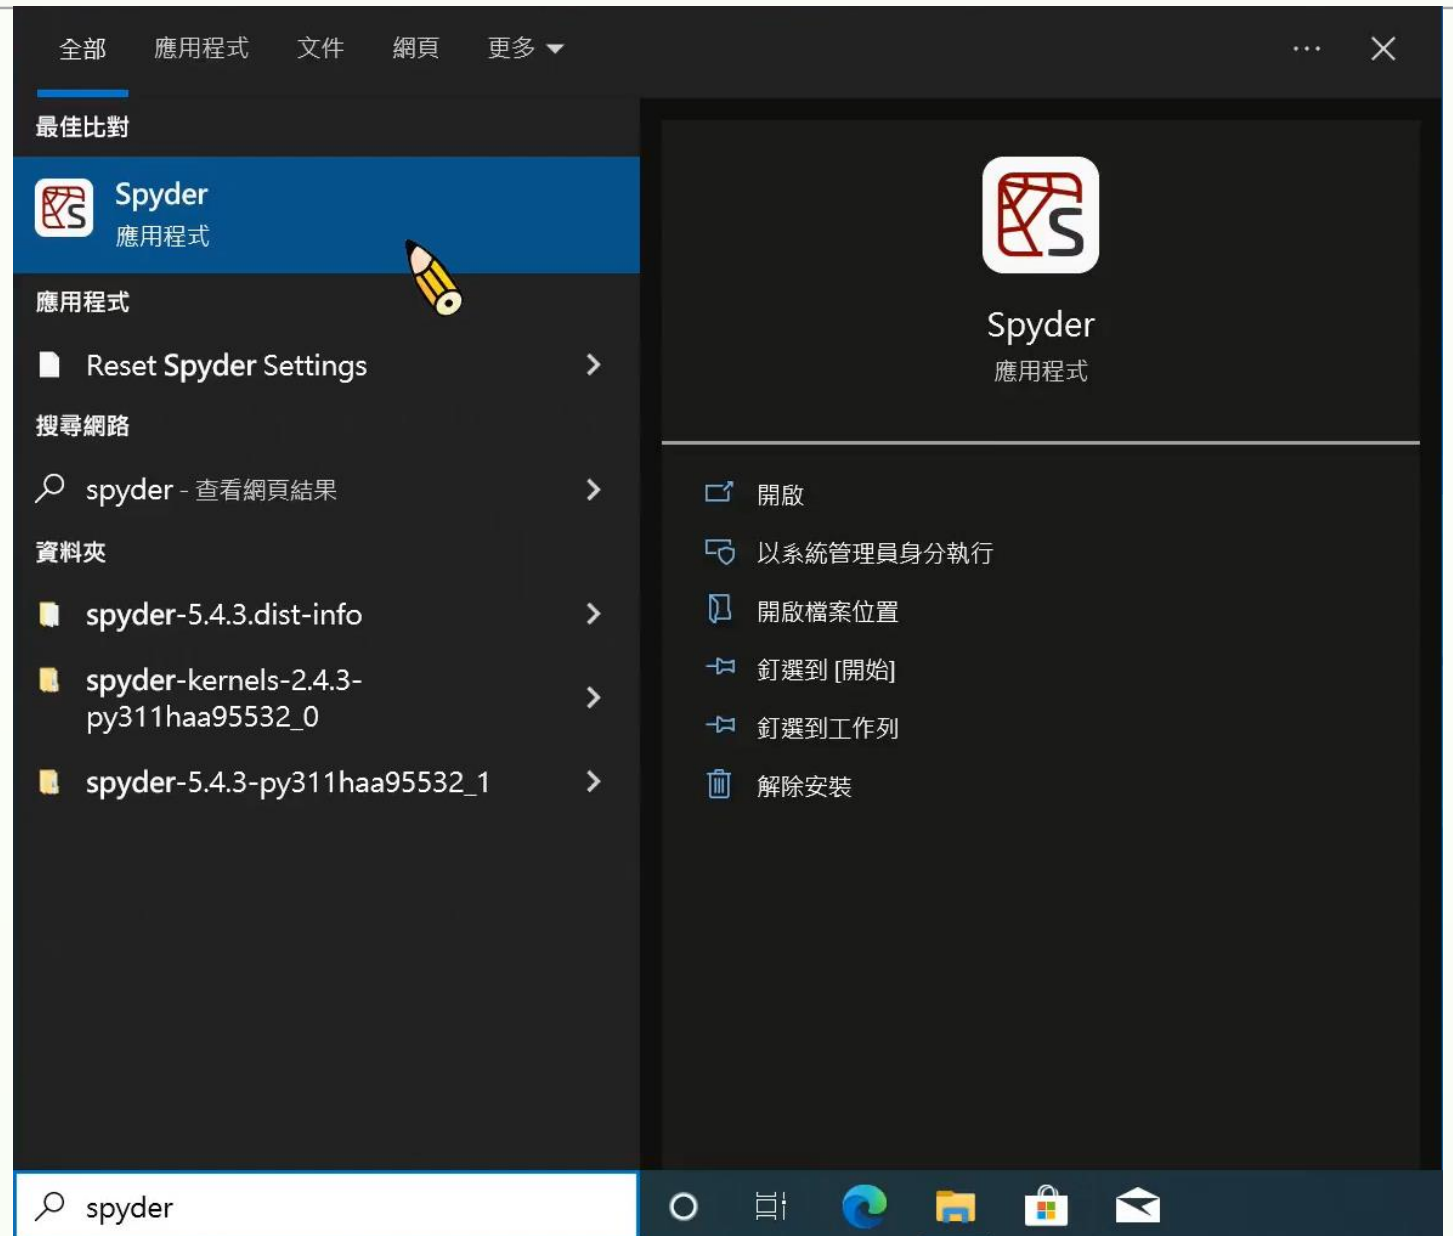 全部 應用程式 文件 網頁 更多
最佳比對
Spyder
應用程式
應用程式
Reset Spyder Settings
搜尋網路
spyder - 查看網頁結果
資料夾
spyder-5.4.3.dist-info
spyder-kernels-2.4.3-
py311haa95532_0
spyder-5.4.3-py311haa95532_1
Spyder
應用程式
開啟
以系統管理員身分執行
開啟檔案位置
釘選到 [開始]
釘選到工作列
解除安裝
spyder